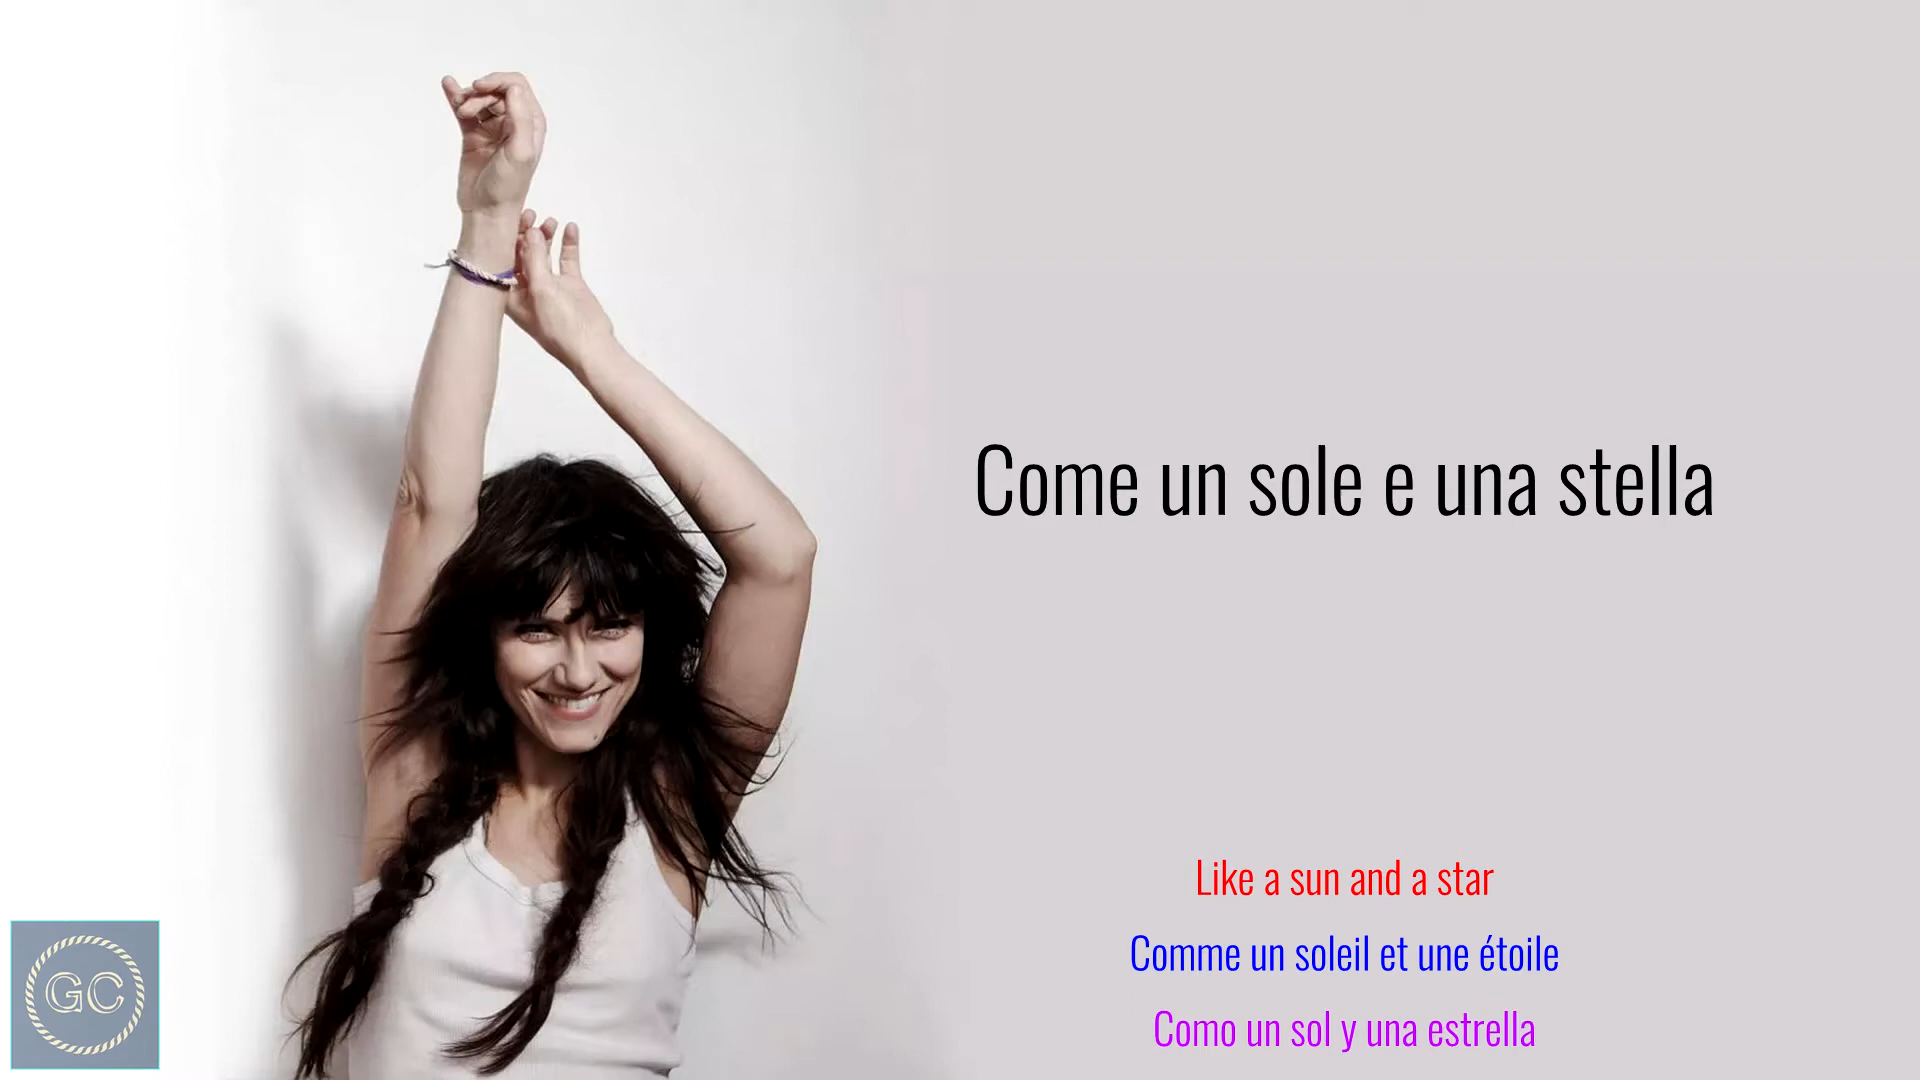 Come un sole e una stella
Like a sun and a star
Comme un soleil et une étoile
Como un sol y una estrella
GC